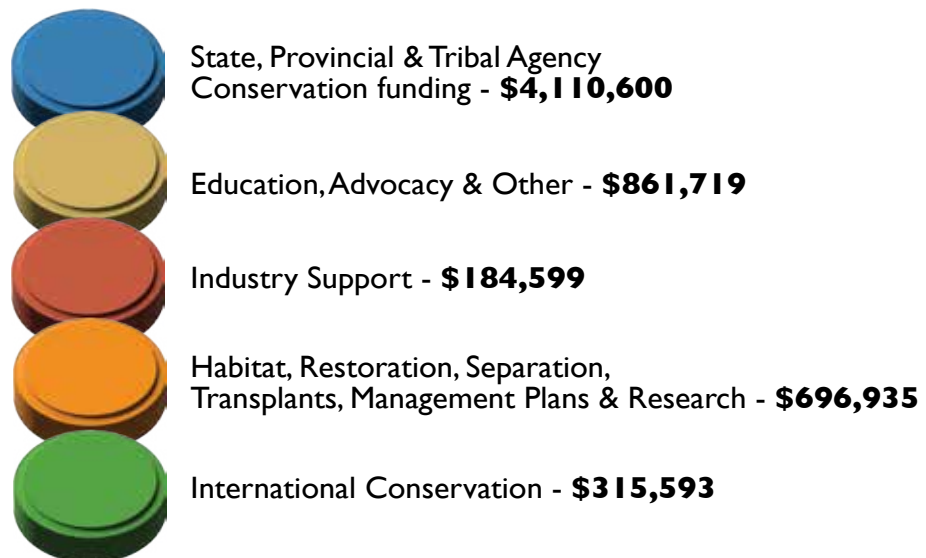 State, Provincial & Tribal Agency
Conservation funding - $4,110,600
Education, Advocacy & Other - $861,719
Industry Support - $184,599
Habitat, Restoration, Separation,
Transplants, Management Plans & Research - $696,935
International Conservation - $315,593